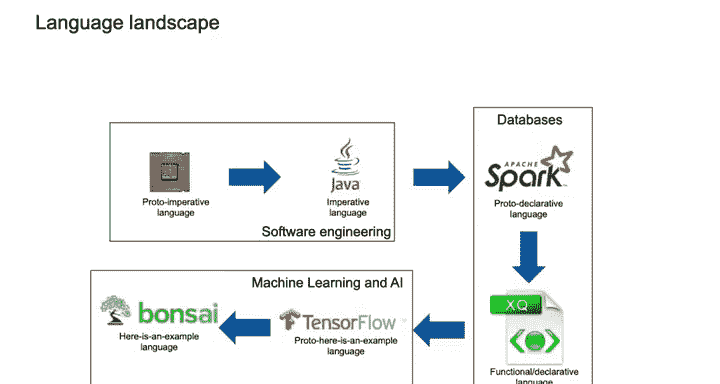 Language landscape
Databases
APACHE
Spark
Java
Proto-imperative
language
Imperative
language
Software engineering
Proto-declarative
language
Machine Learning and AI
XQ
bonsai
TensorFlow
Here-is-an-example
language
Proto-here-is-an-example
language
Functional/declarative
language